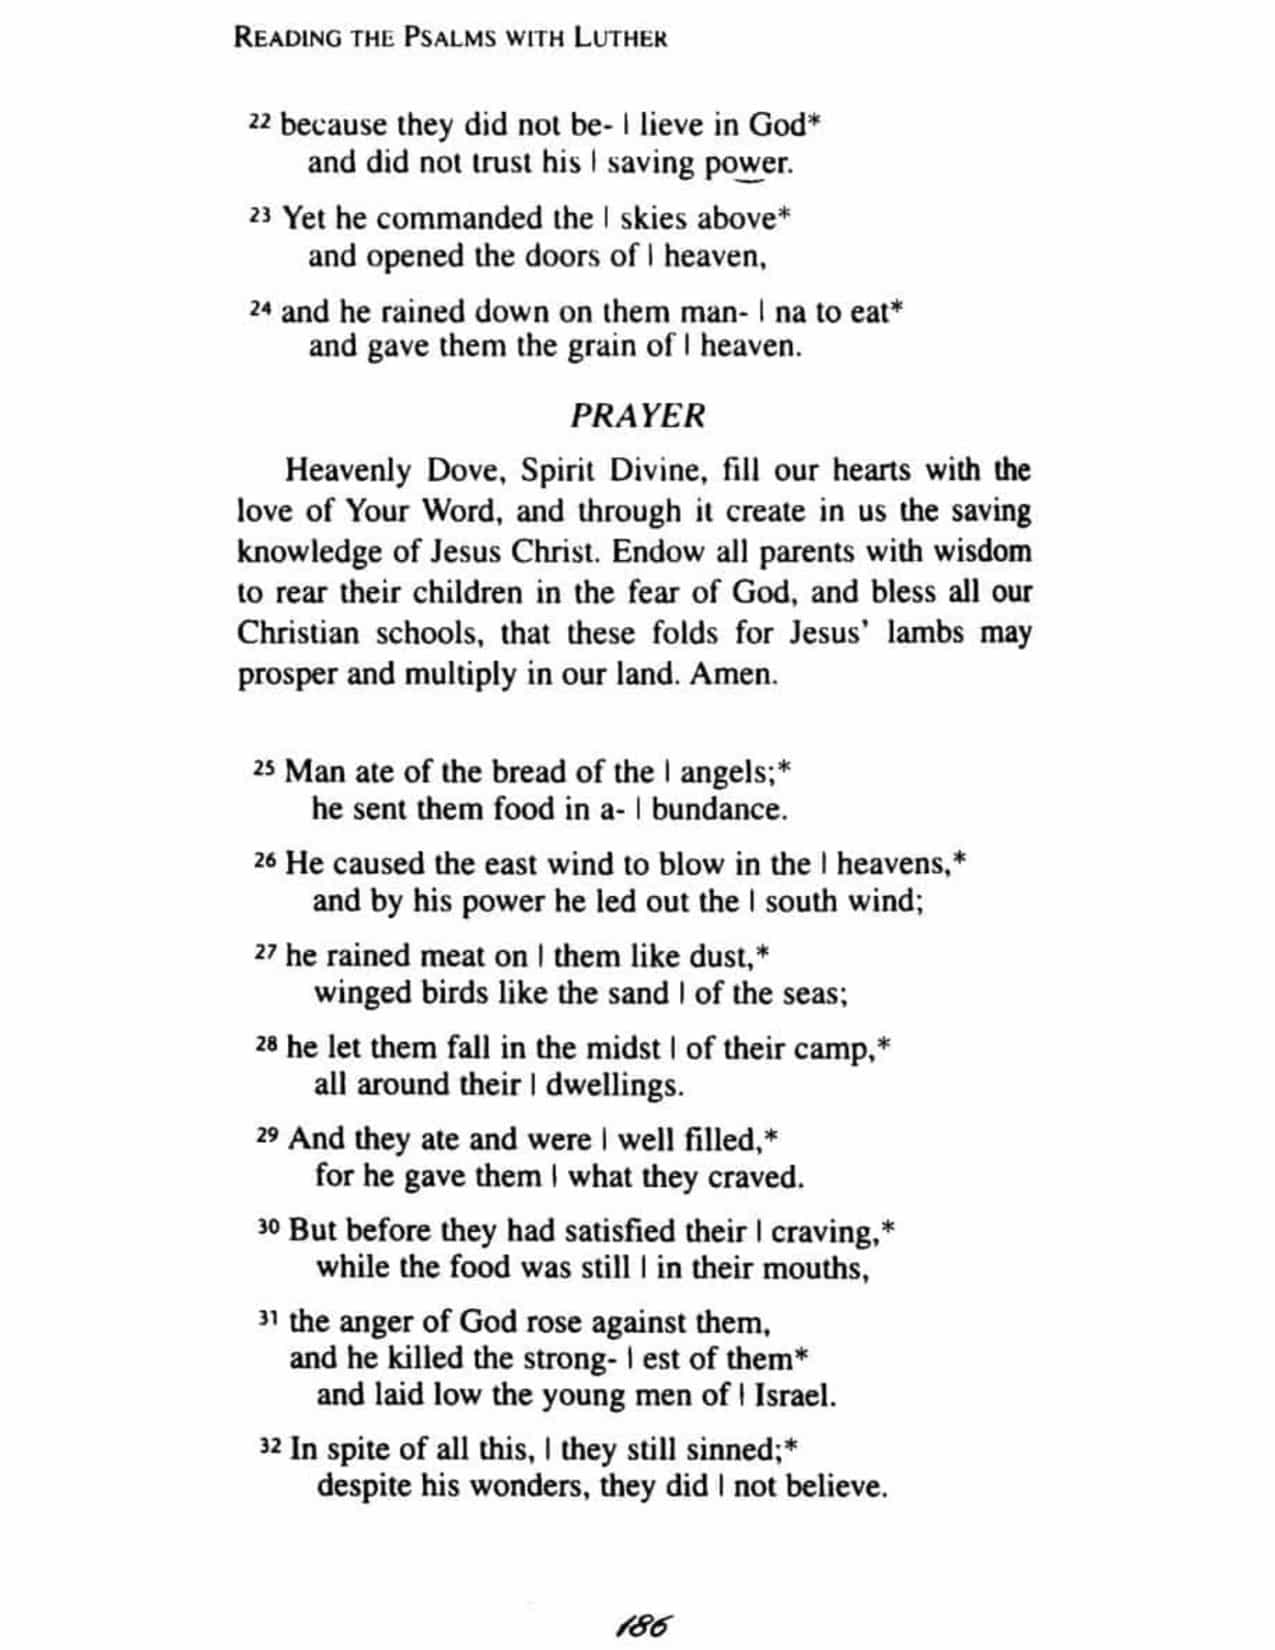 READING THE PSALMS WITH LUTHER
22 because they did not be- | lieve in God*
and did not trust his | saving power.
23 Yet he commanded the | skies above*
and opened the doors of | heaven,
24 and he rained down on them man- | na to eat*
and gave them the grain of | heaven.
PRAYER
Heavenly Dove, Spirit Divine, fill our hearts with the
love of Your Word, and through it create in us the saving
knowledge of Jesus Christ. Endow all parents with wisdom
to rear their children in the fear of God, and bless all our
Christian schools, that these folds for Jesus’ lambs may
prosper and multiply in our land. Amen.
25 Man ate of the bread of the | angels;*
he sent them food in a- | bundance.
26 He caused the east wind to blow in the | heavens,*
and by his power he led out the | south wind;
27 he rained meat on | them like dust,*
winged birds like the sand | of the seas;
28 he let them fall in the midst | of their camp,*
all around their | dwellings.
29 And they ate and were | well filled,*
for he gave them | what they craved.
30 But before they had satisfied their | craving,*
while the food was still | in their mouths,
31 the anger of God rose against them,
and he killed the strong- | est of them*
and laid low the young men of | Israel.
32 In spite of all this, | they still sinned;*
despite his wonders, they did | not believe.
186